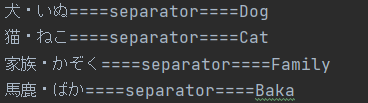 犬・いぬ====separator====Dog
猫・ねこ====separator====Cat
家族・かぞく====separator====Family
馬鹿・ばか====separator====Baka